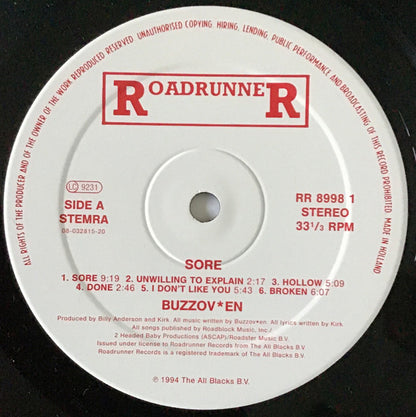 ALL RIGHTS OF THE PRODUCER AND OF THE OWNER OF THE WORK REPRODUCED RESERVED. UNAUTHORISED COPYING. HIRING, LENDING, PUBLIC PERFORMANCE AND BROADCASTING OF THIS RECORD PROHIBITED. MADE IN HOLLAND
ROADRUNNER
LC 9231
SIDE A
STEMRA
08-032815-20
RR 8998 1
STEREO
33 1/3 RPM
SORE
1. SORE 9:19 2. UNWILLING TO EXPLAIN 2:17 3. HOLLOW 5:09
4. DONE 2:46 5. I DON'T LIKE YOU 5:43 6. BROKEN 6:07
BUZZOV*EN
Produced by Billy Anderson and Kirk. All music written by Buzzov*en. All lyrics written by Kirk.
All songs published by Roadblock Music, Inc./
2 Headed Baby Productions (ASCAP)/Roadster Music B.V.
Issued under license to Roadrunner Records from The All Blacks B.V.
Roadrunner Records is a registered trademark of The All Blacks B.V.
℗ 1994 The All Blacks B.V.